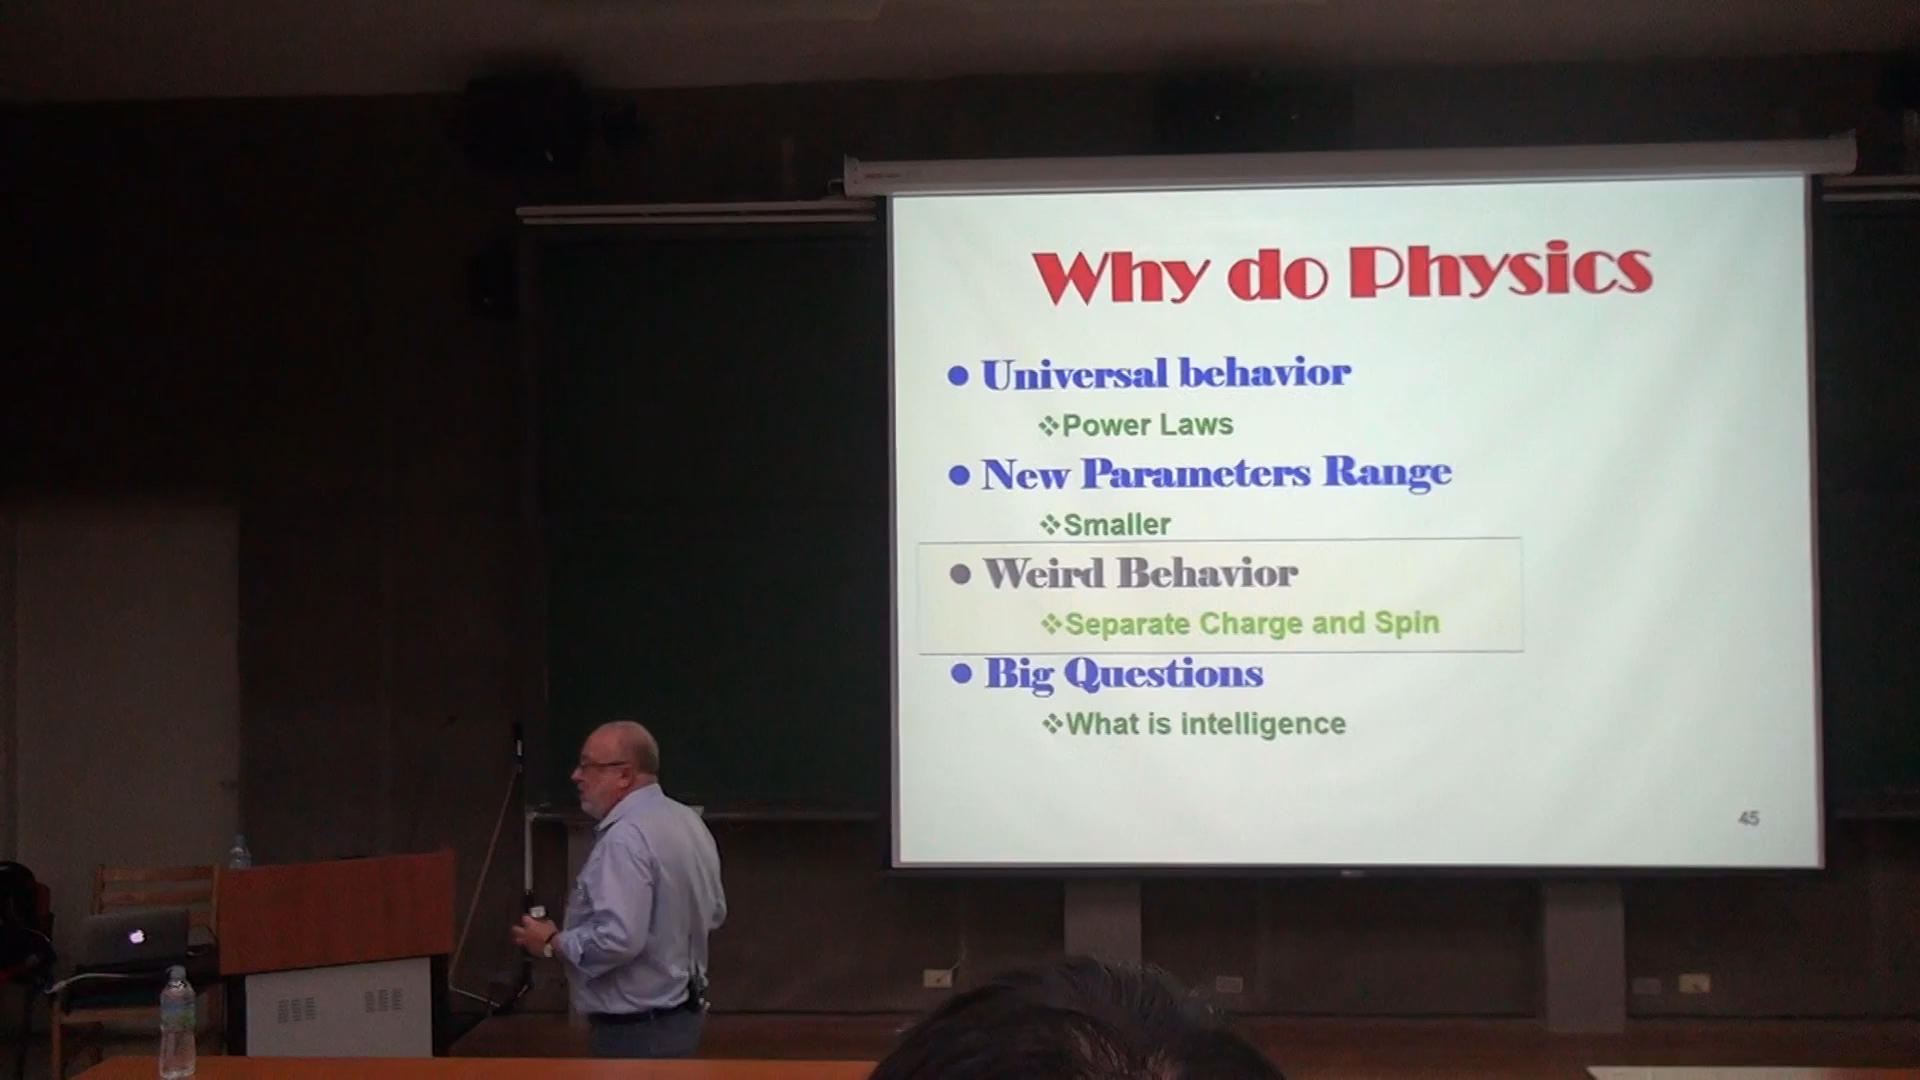 Why do Physics
● Universal behavior
❖Power Laws
● New Parameters Range
❖Smaller
● Weird Behavior
❖Separate Charge and Spin
● Big Questions
❖What is intelligence
45